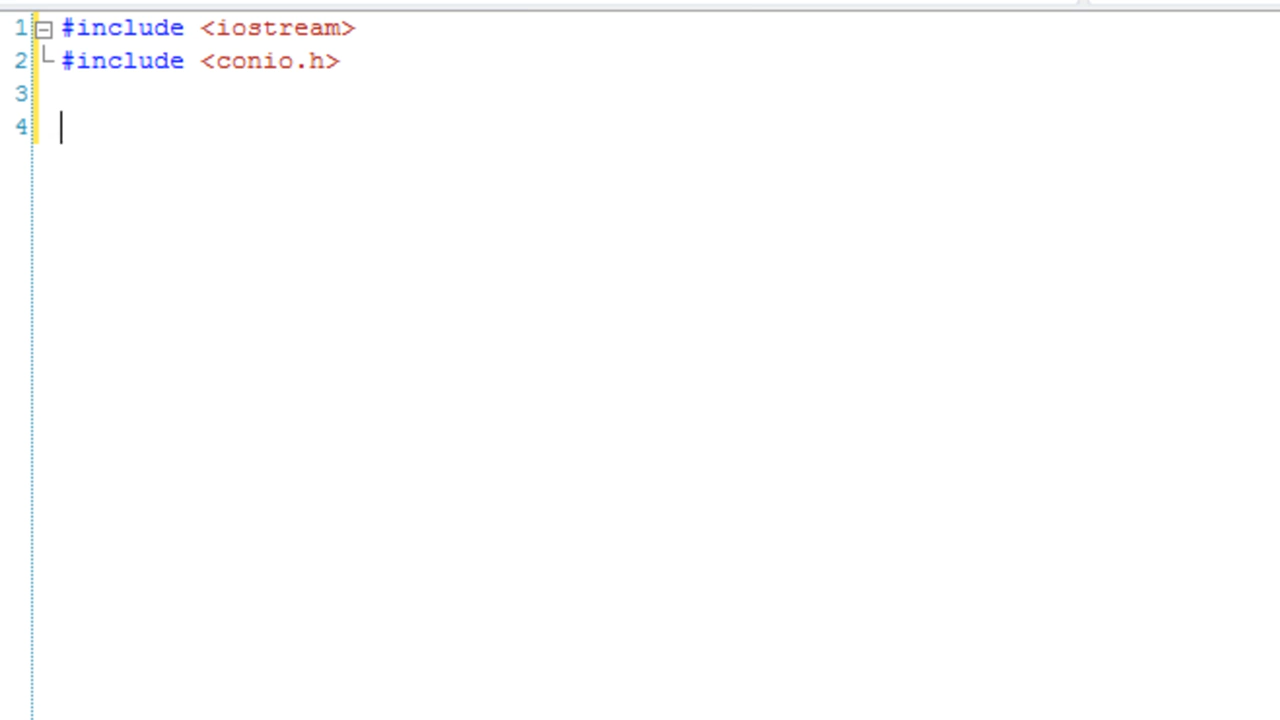 1 #include <iostream>
2 #include <conio.h>
3
4